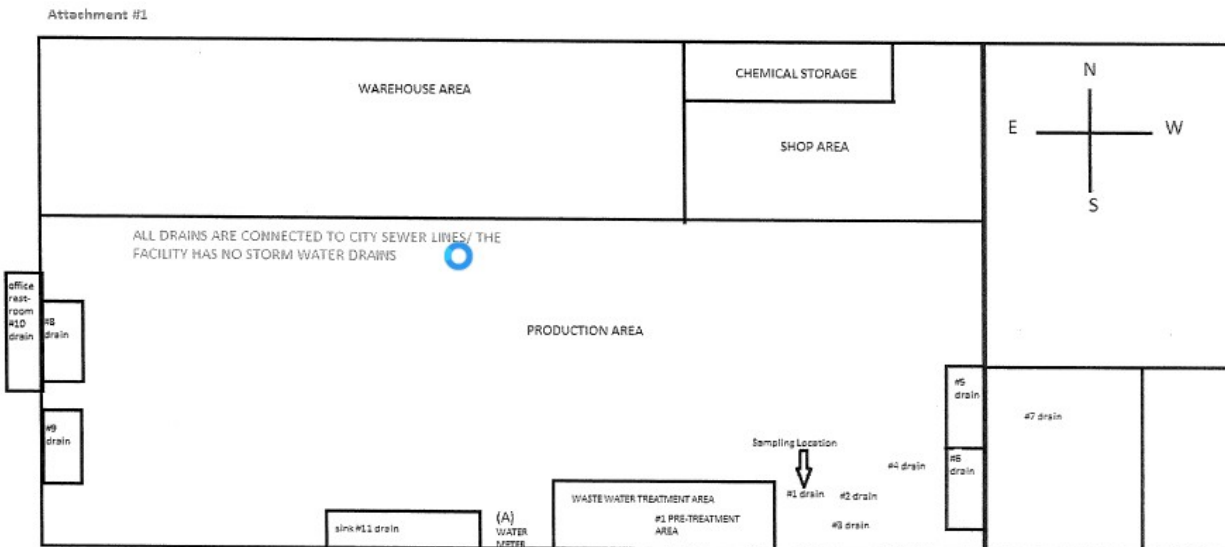 Attachment #1
WAREHOUSE AREA
CHEMICAL STORAGE
SHOP AREA
N
E
W
S
ALL DRAINS ARE CONNECTED TO CITY SEWER LINES/ THE
FACILITY HAS NO STORM WATER DRAINS
office
rest-
room
#10
drain
#8
drain
PRODUCTION AREA
#9
drain
#5
drain
#7 drain
Sampling Location
#4 drain
#6
drain
#1 drain
#2 drain
#3 drain
WASTE WATER TREATMENT AREA
#1 PRE-TREATMENT
AREA
sink #11 drain
(A)
WATER
METER